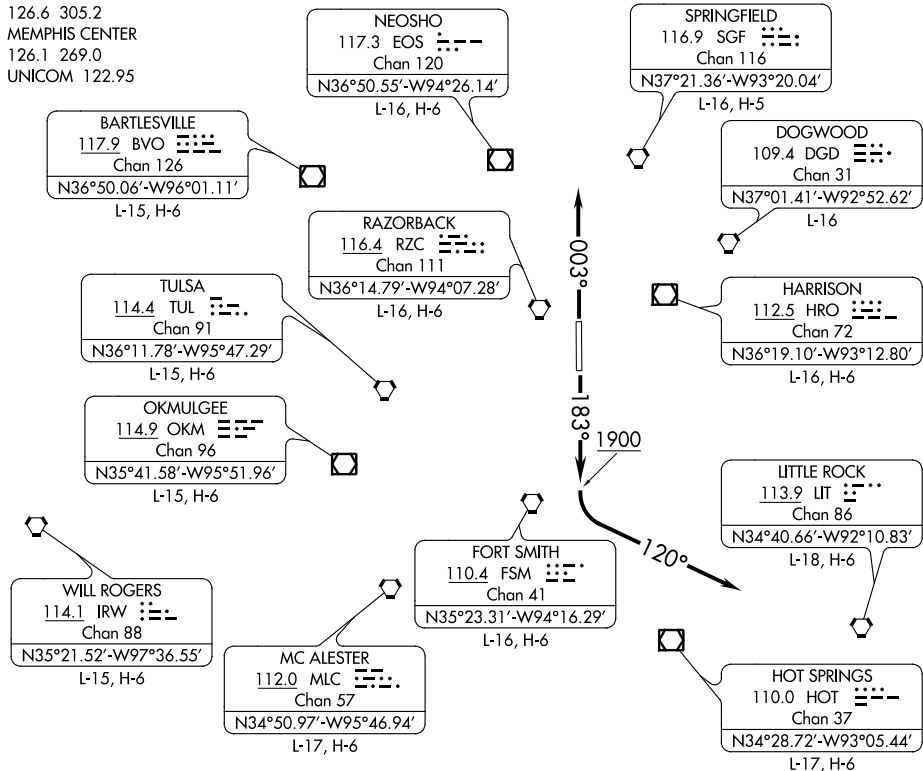 126.6 305.2
MEMPHIS CENTER
126.1 269.0
UNICOM 122.95
NEOSHO
117.3 EOS
Chan 120
N36°50.55′-W94°26.14′
L-16, H-6
SPRINGFIELD
116.9 SGF
Chan 116
N37°21.36′-W93°20.04′
L-16, H-5
BARTLESVILLE
117.9 BVO
Chan 126
N36°50.06′-W96°01.11′
L-15, H-6
DOGWOOD
109.4 DGD
Chan 31
N37°01.41′-W92°52.62′
L-16
RAZORBACK
116.4 RZC
Chan 111
N36°14.79′-W94°07.28′
L-16, H-6
003°
TULSA
114.4 TUL
Chan 91
N36°11.78′-W95°47.29′
L-15, H-6
HARRISON
112.5 HRO
Chan 72
N36°19.10′-W93°12.80′
L-16, H-6
183°
1900
OKMULGEE
114.9 OKM
Chan 96
N35°41.58′-W95°51.96′
L-15, H-6
LITTLE ROCK
113.9 LIT
Chan 86
N34°40.66′-W92°10.83′
L-18, H-6
120°
FORT SMITH
110.4 FSM
Chan 41
N35°23.31′-W94°16.29′
L-16, H-6
WILL ROGERS
114.1 IRW
Chan 88
N35°21.52′-W97°36.55′
L-15, H-6
MC ALESTER
112.0 MLC
Chan 57
N34°50.97′-W95°46.94′
L-17, H-6
HOT SPRINGS
110.0 HOT
Chan 37
N34°28.72′-W93°05.44′
L-17, H-6